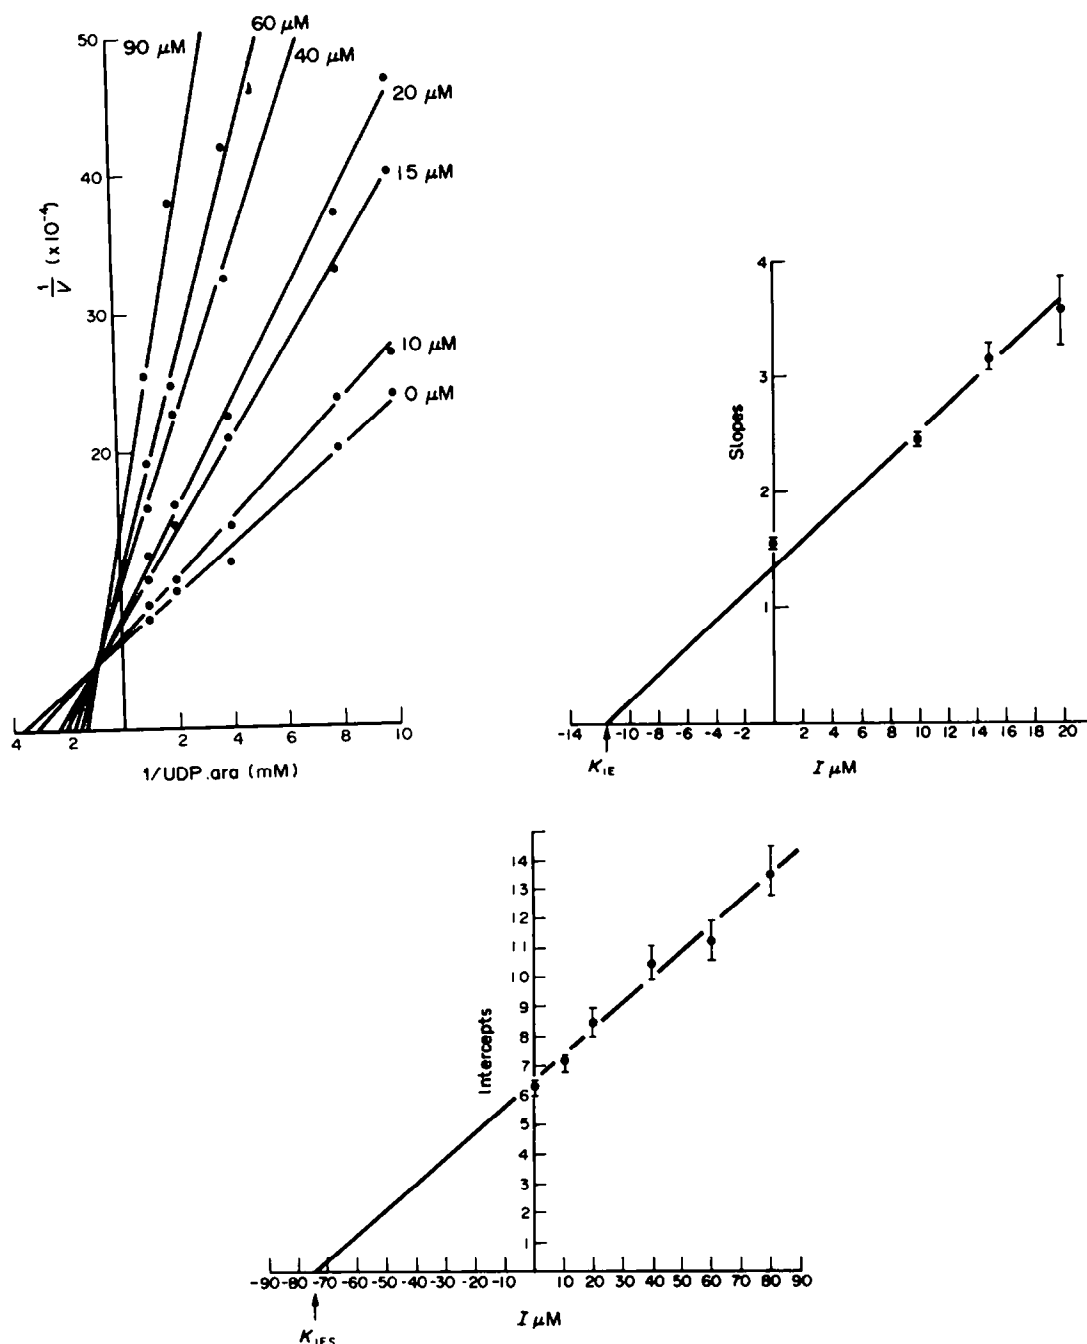 50
90 μM
60 μM
40 μM
20 μM
15 μM
10 μM
0 μM
40
30
20
1/V (x10⁻⁴)
4 2 2 4 6 8 10
1/UDP.ara (mM)
4
3
2
1
Slopes
-14 -10 -6 -2 2 4 6 8 10 12 14 16 18 20
K_IE
I μM
14
13
12
11
10
9
8
7
6
5
4
3
2
1
Intercepts
-90 -80 -70 -60 -50 -40 -30 -20 -10 10 20 30 40 50 60 70 80 90
K_IES
I μM